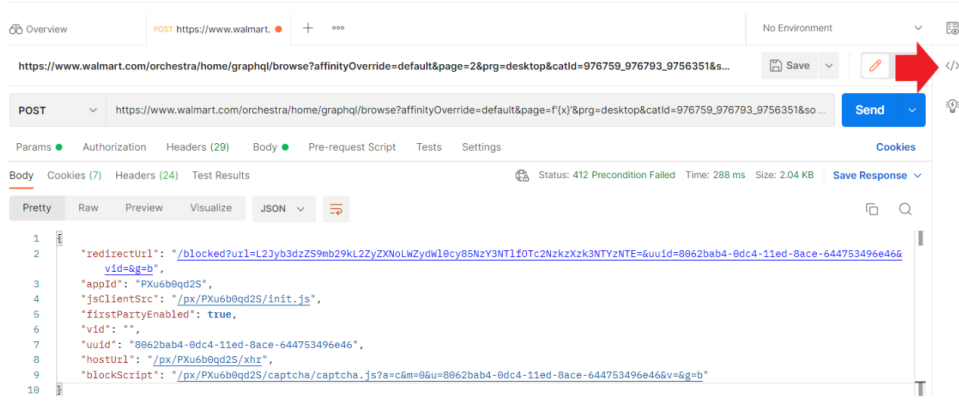 Overview
POST https://www.walmart.
No Environment
https://www.walmart.com/orchestra/home/graphql/browse?affinityOverride=default&page=2&prg=desktop&catId=976759_976793_9756351&s...
Save
</>
POST
https://www.walmart.com/orchestra/home/graphql/browse?affinityOverride=default&page=f'{x}'&prg=desktop&catId=976759_976793_9756351&so...
Send
Params
Authorization
Headers (29)
Body
Pre-request Script
Tests
Settings
Cookies
Body
Cookies (7)
Headers (24)
Test Results
Status: 412 Precondition Failed
Time: 288 ms
Size: 2.04 KB
Save Response
Pretty
Raw
Preview
Visualize
JSON
1 {
2 "redirectUrl": "/blocked?url=L2Jyb3dzZS9mb29kL2ZyZXNoLWZydWl0cy85NzY3NTlfOTc2NzkzXzk3NTYzNTE=&uuid=8062bab4-0dc4-11ed-8ace-644753496e46&
vid=&g=b",
3 "appId": "PXu6b0qd2S",
4 "jsClientSrc": "/px/PXu6b0qd2S/init.js",
5 "firstPartyEnabled": true,
6 "vid": "",
7 "uuid": "8062bab4-0dc4-11ed-8ace-644753496e46",
8 "hostUrl": "/px/PXu6b0qd2S/xhr",
9 "blockScript": "/px/PXu6b0qd2S/captcha/captcha.js?a=c&m=0&u=8062bab4-0dc4-11ed-8ace-644753496e46&v=&g=b"
10 }